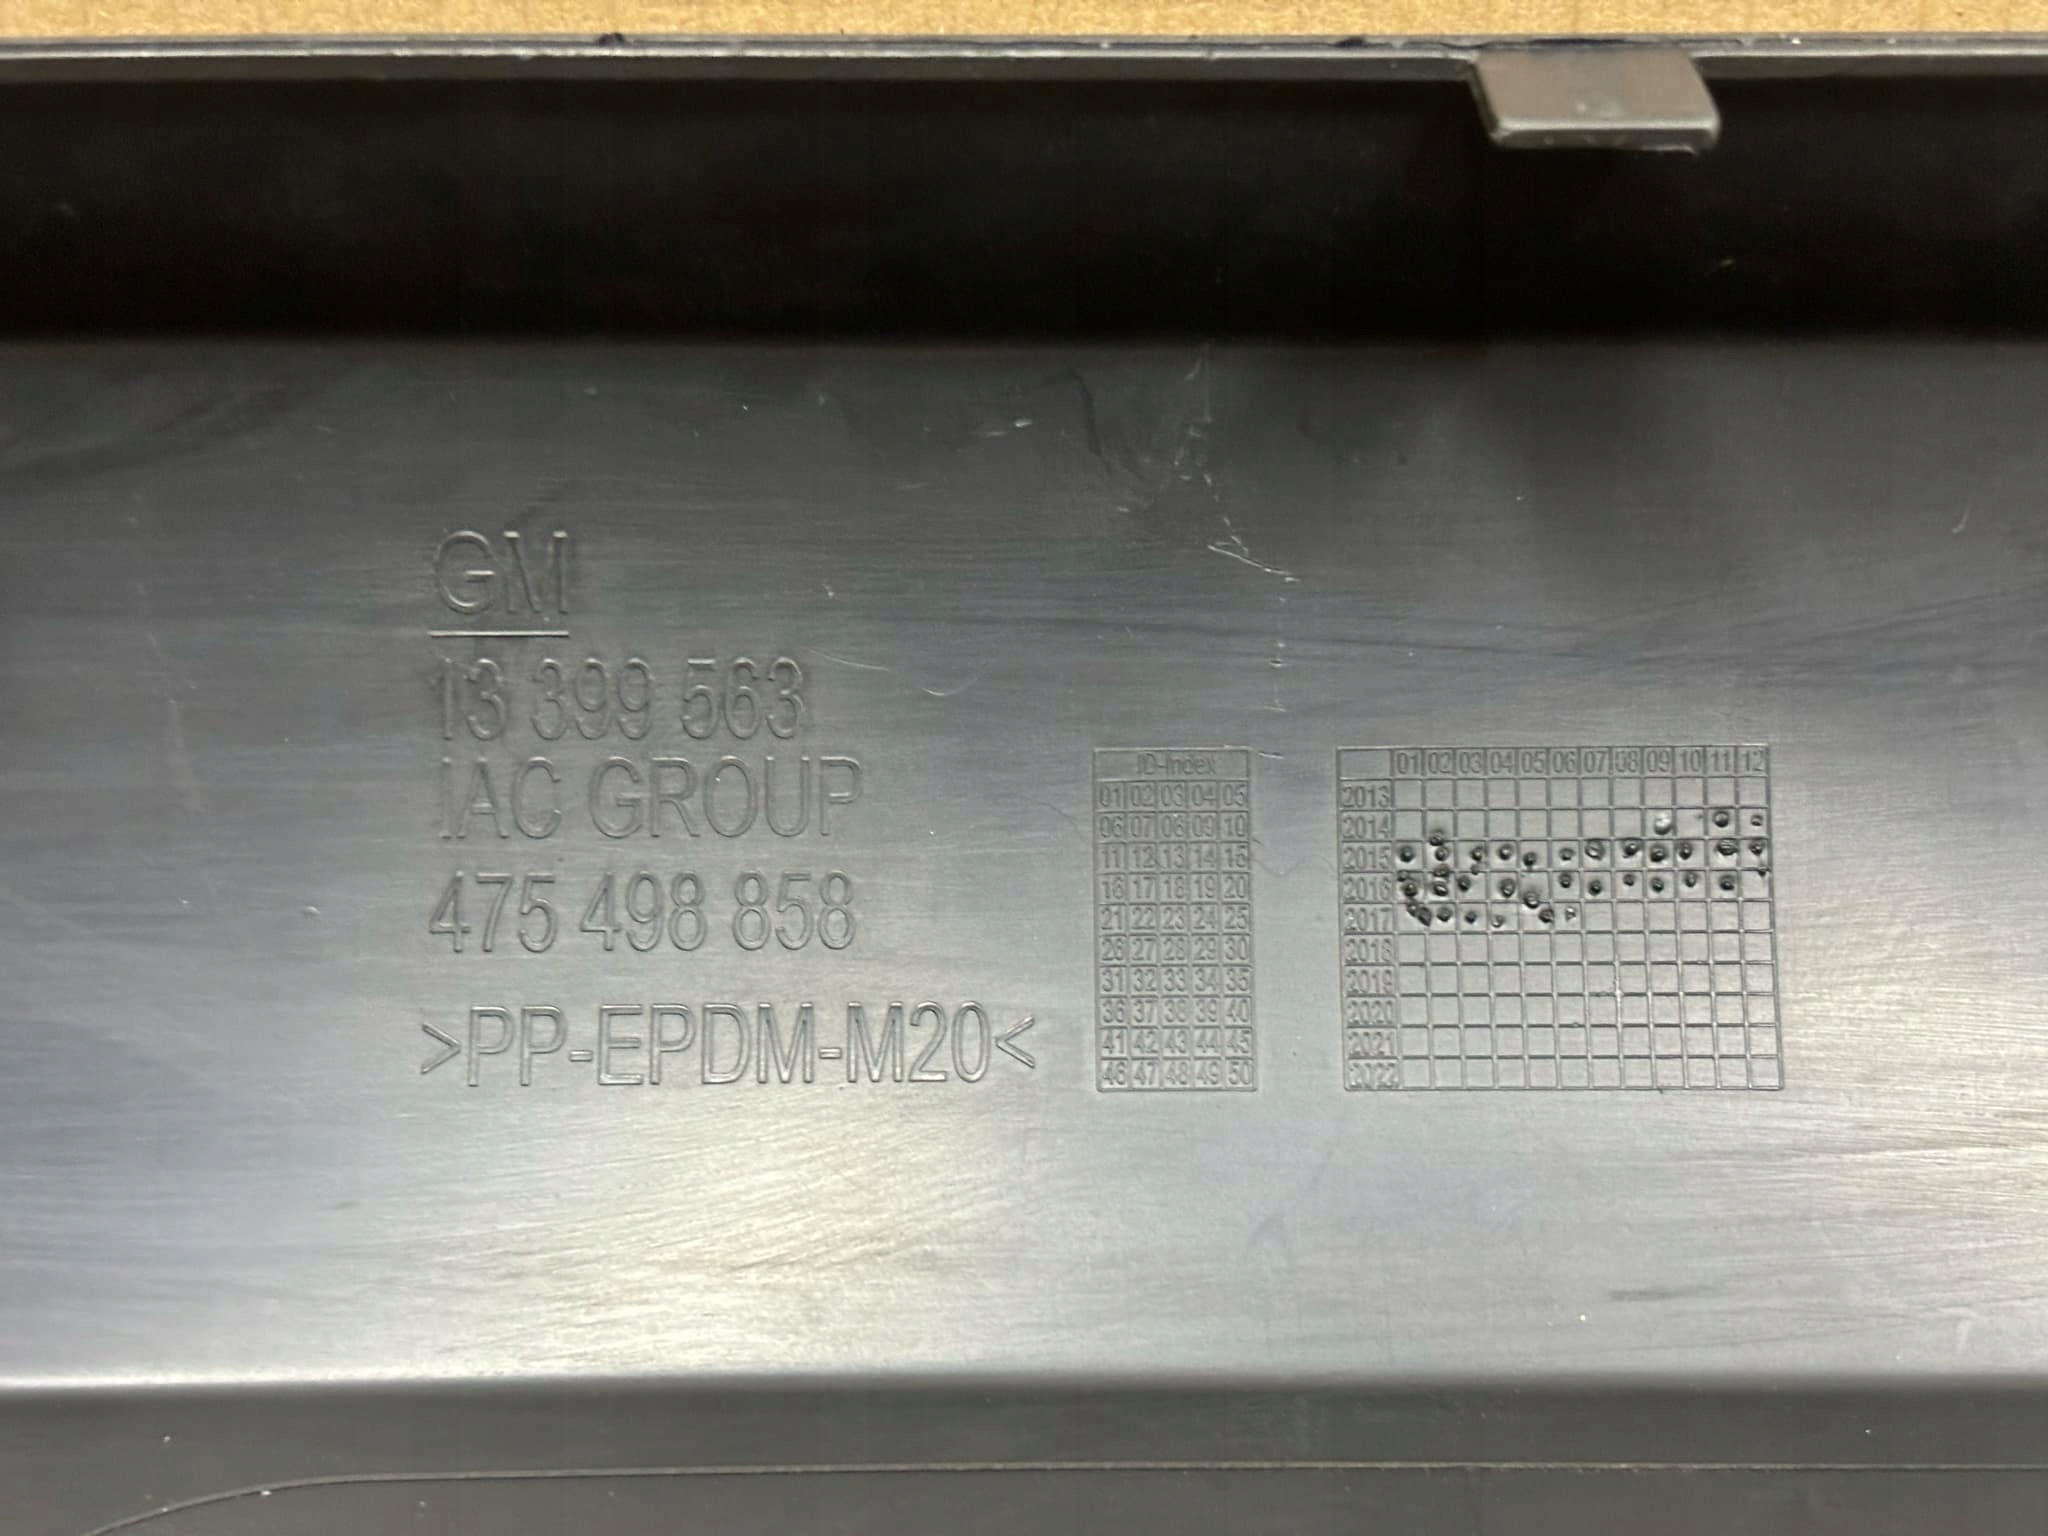 GM
13 399 563
IAC GROUP
475 498 858
>PP-EPDM-M20<
JD-Index
01 02 03 04 05
06 07 08 09 10
11 12 13 14 15
16 17 18 19 20
21 22 23 24 25
26 27 28 29 30
31 32 33 34 35
36 37 38 39 40
41 42 43 44 45
46 47 48 49 50
01 02 03 04 05 06 07 08 09 10 11 12
2013
2014
2015
2016
2017
2018
2019
2020
2021
2022